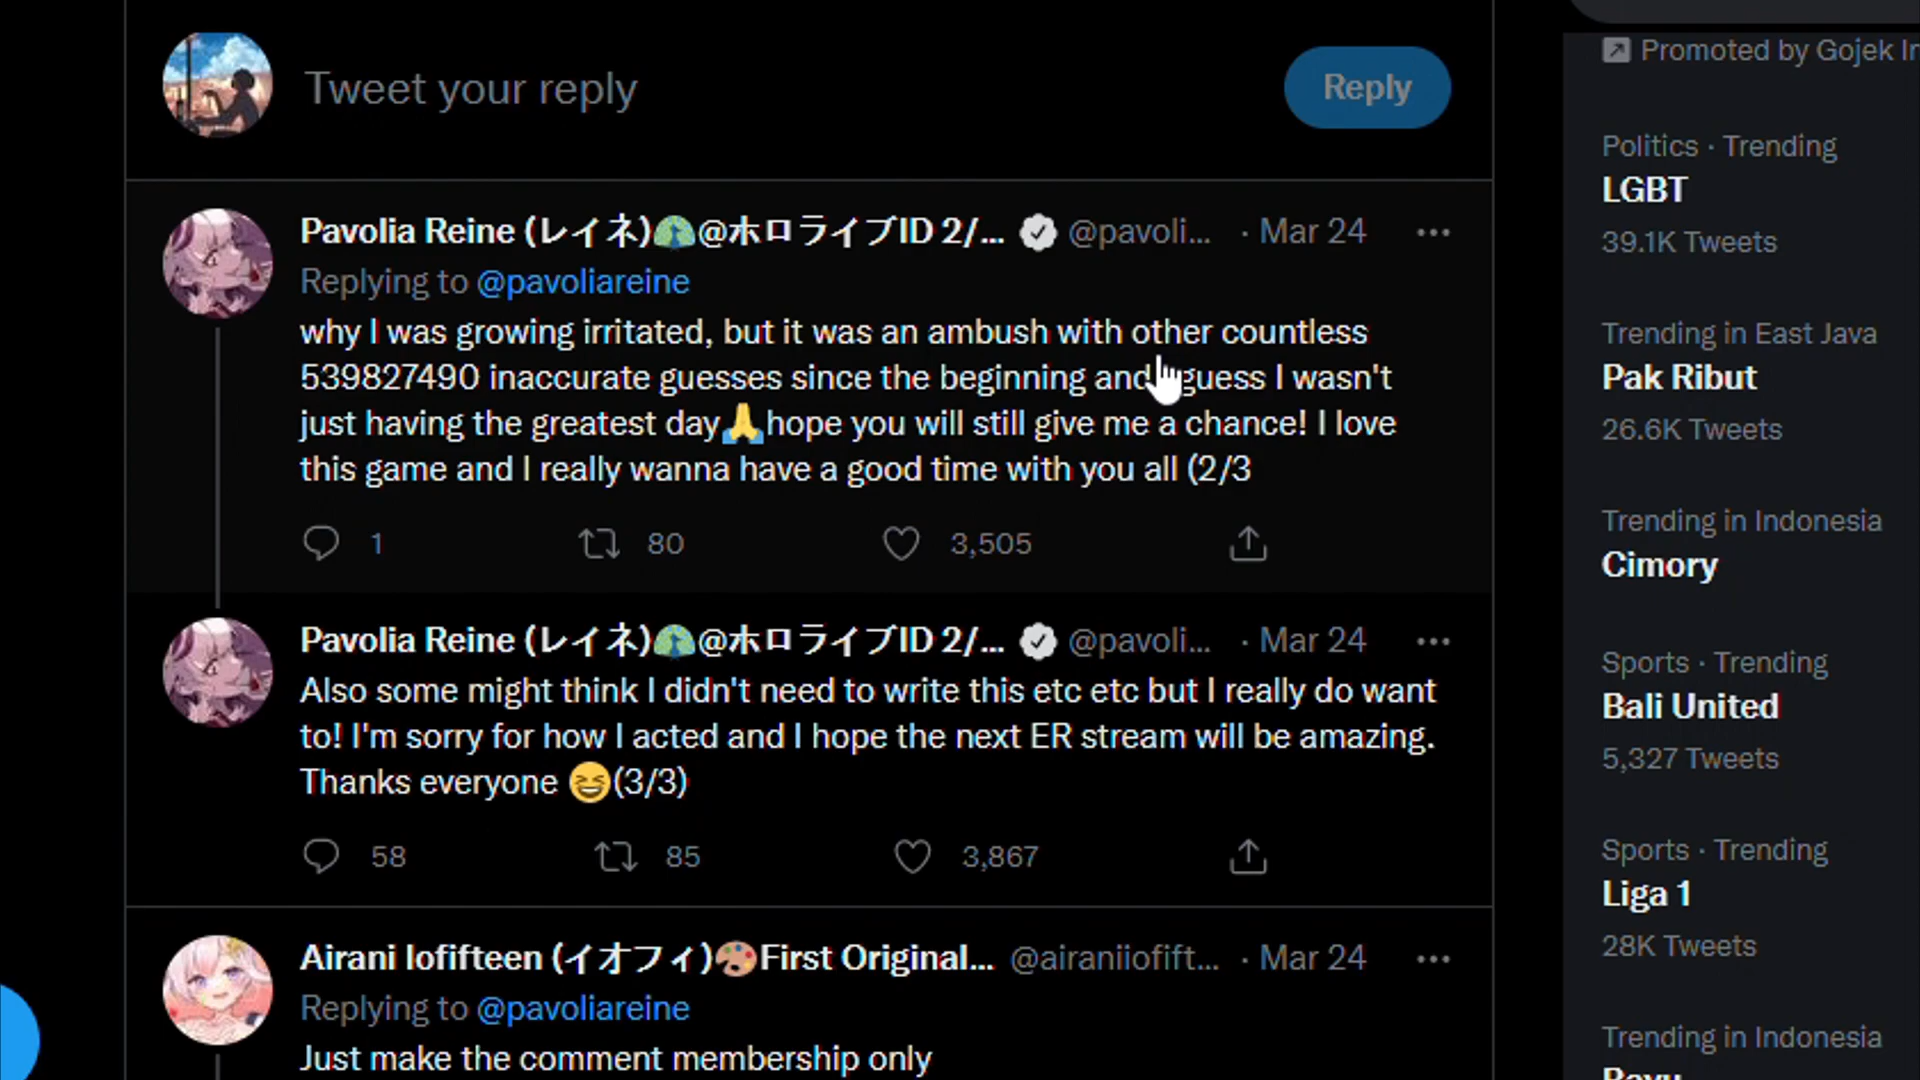 Tweet your reply
Reply
Pavolia Reine (レイネ)🦚@ホロライブID 2/... @pavoli... · Mar 24
Replying to @pavoliareine
why I was growing irritated, but it was an ambush with other countless
539827490 inaccurate guesses since the beginning and guess I wasn't
just having the greatest day🙏hope you will still give me a chance! I love
this game and I really wanna have a good time with you all (2/3
1 80 3,505
Pavolia Reine (レイネ)🦚@ホロライブID 2/... @pavoli... · Mar 24
Also some might think I didn't need to write this etc etc but I really do want
to! I'm sorry for how I acted and I hope the next ER stream will be amazing.
Thanks everyone 😆(3/3)
58 85 3,867
Airani Iofifteen (イオフィ)🎨First Original... @airaniiofift... · Mar 24
Replying to @pavoliareine
Just make the comment membership only
Promoted by Gojek
Politics · Trending
LGBT
39.1K Tweets
Trending in East Java
Pak Ribut
26.6K Tweets
Trending in Indonesia
Cimory
Sports · Trending
Bali United
5,327 Tweets
Sports · Trending
Liga 1
28K Tweets
Trending in Indonesia